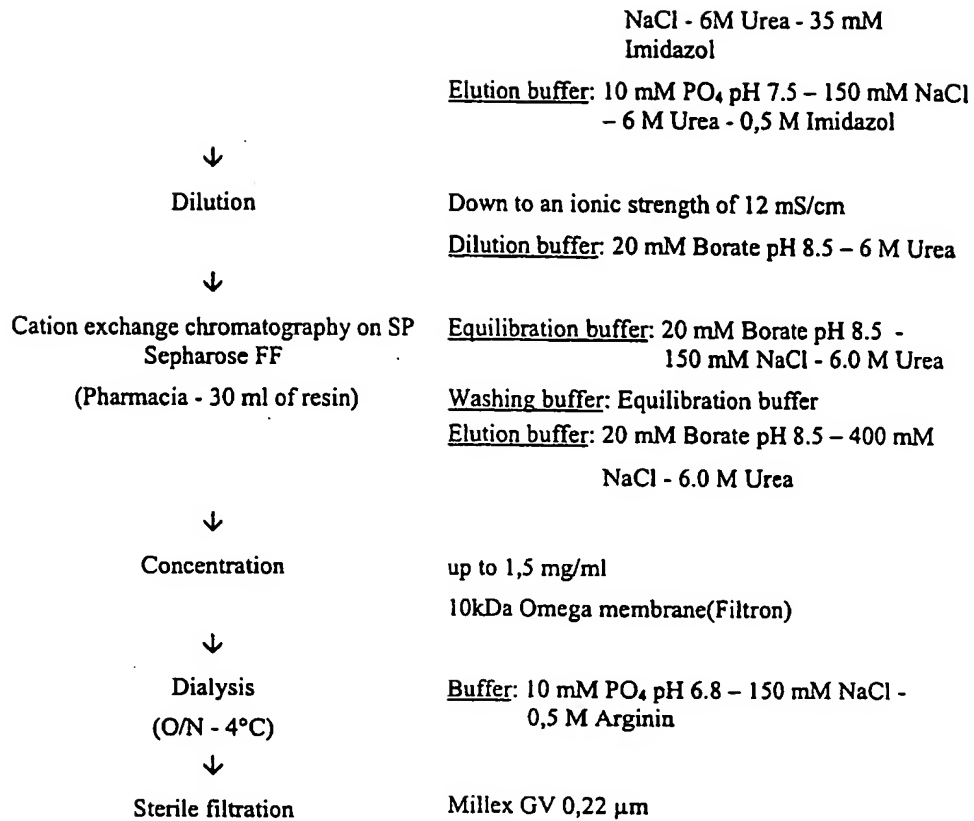 NaCl - 6M Urea - 35 mM
Imidazol
Elution buffer: 10 mM PO₄ pH 7.5 – 150 mM NaCl
– 6 M Urea - 0,5 M Imidazol
↓
Dilution
Down to an ionic strength of 12 mS/cm
Dilution buffer: 20 mM Borate pH 8.5 – 6 M Urea
↓
Cation exchange chromatography on SP
Sepharose FF
(Pharmacia - 30 ml of resin)
Equilibration buffer: 20 mM Borate pH 8.5 -
150 mM NaCl - 6.0 M Urea
Washing buffer: Equilibration buffer
Elution buffer: 20 mM Borate pH 8.5 – 400 mM
NaCl - 6.0 M Urea
↓
Concentration
up to 1,5 mg/ml
10kDa Omega membrane(Filtron)
↓
Dialysis
(O/N - 4°C)
Buffer: 10 mM PO₄ pH 6.8 – 150 mM NaCl -
0,5 M Arginin
↓
Sterile filtration
Millex GV 0,22 µm